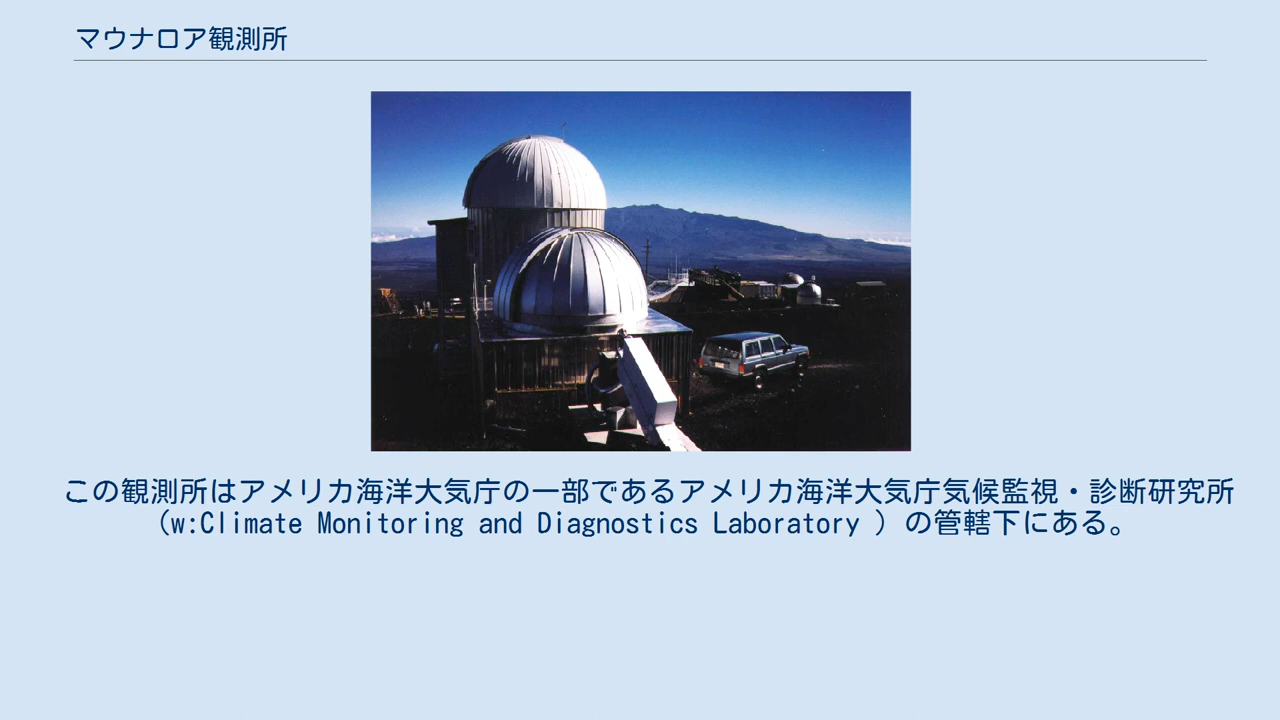 マウナロア観測所
この観測所はアメリカ海洋大気庁の一部であるアメリカ海洋大気庁気候監視・診断研究所
（w:Climate Monitoring and Diagnostics Laboratory ）の管轄下にある。